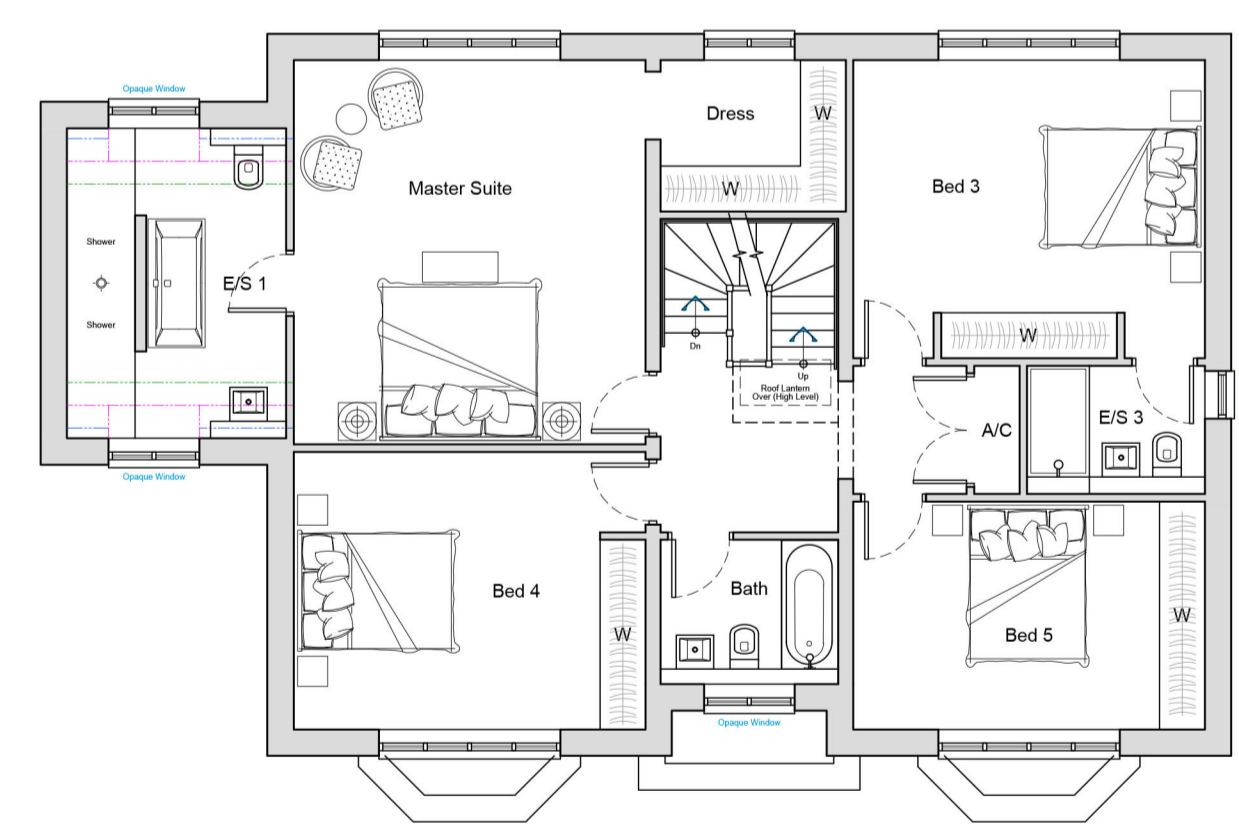 Opaque Window
Dress
W
W
Master Suite
Bed 3
Shower
E/S 1
Shower
Dn
Up
Roof Lantern
Over (High Level)
W
A/C
E/S 3
Opaque Window
Bed 4
W
Bath
Bed 5
W
Opaque Window